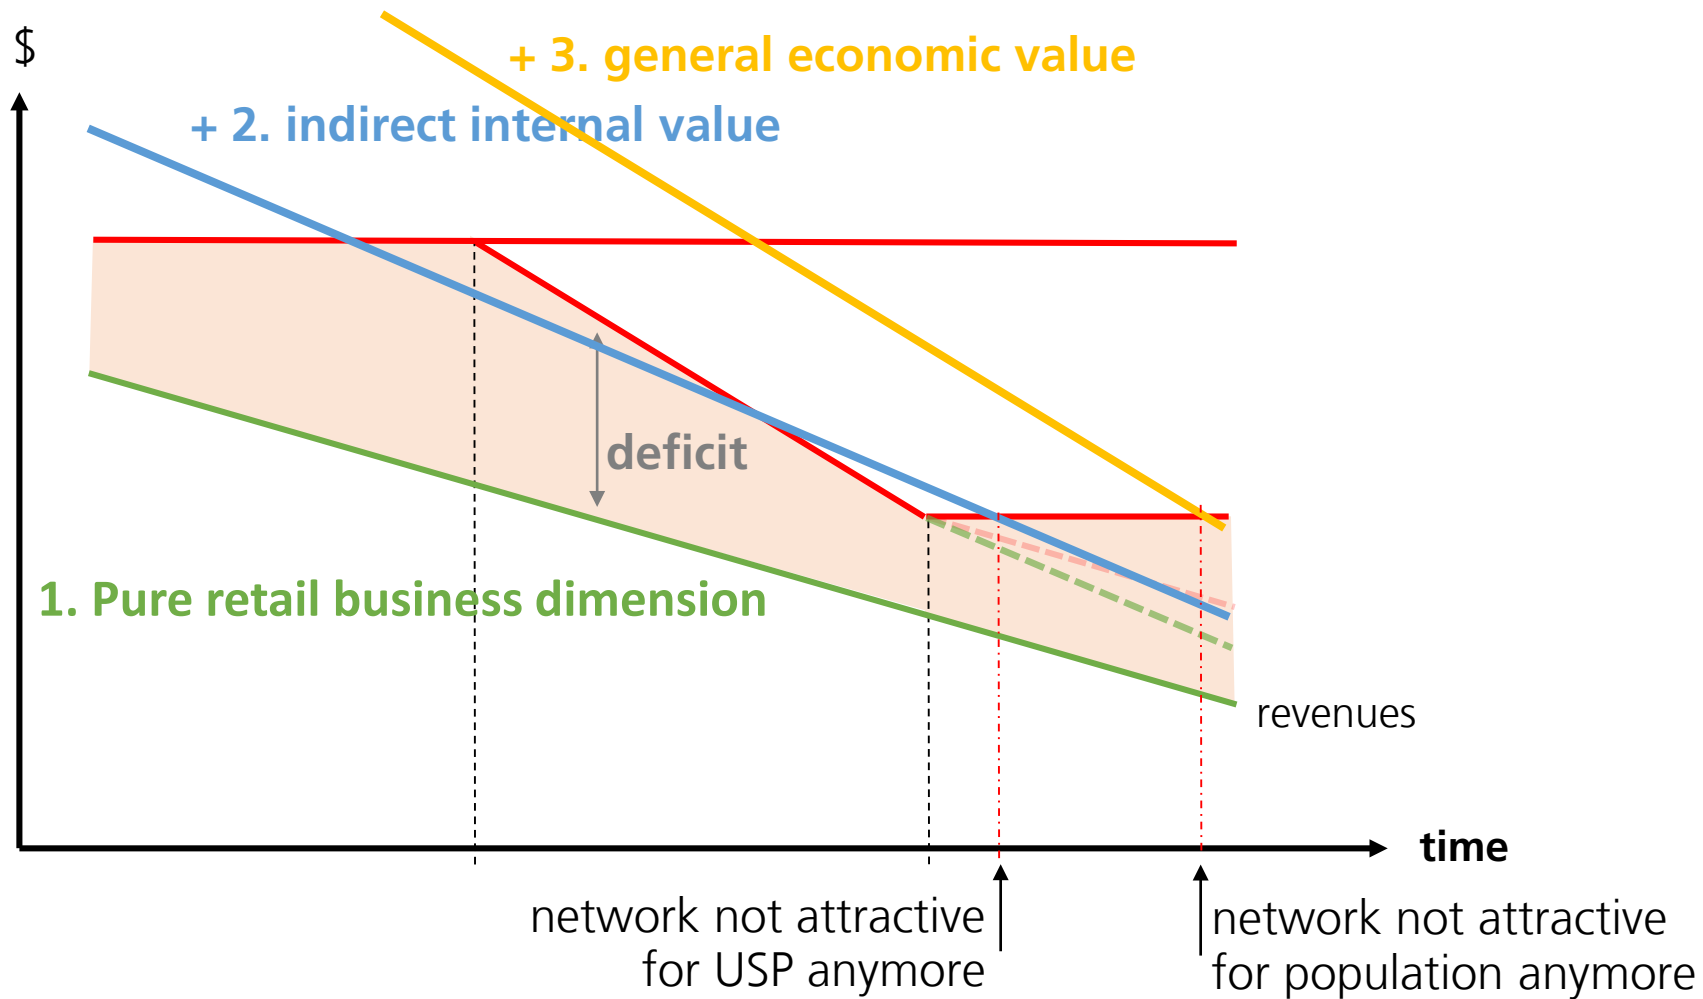 $
+ 3. general economic value
+ 2. indirect internal value
deficit
1. Pure retail business dimension
revenues
time
network not attractive
for USP anymore
network not attractive
for population anymore